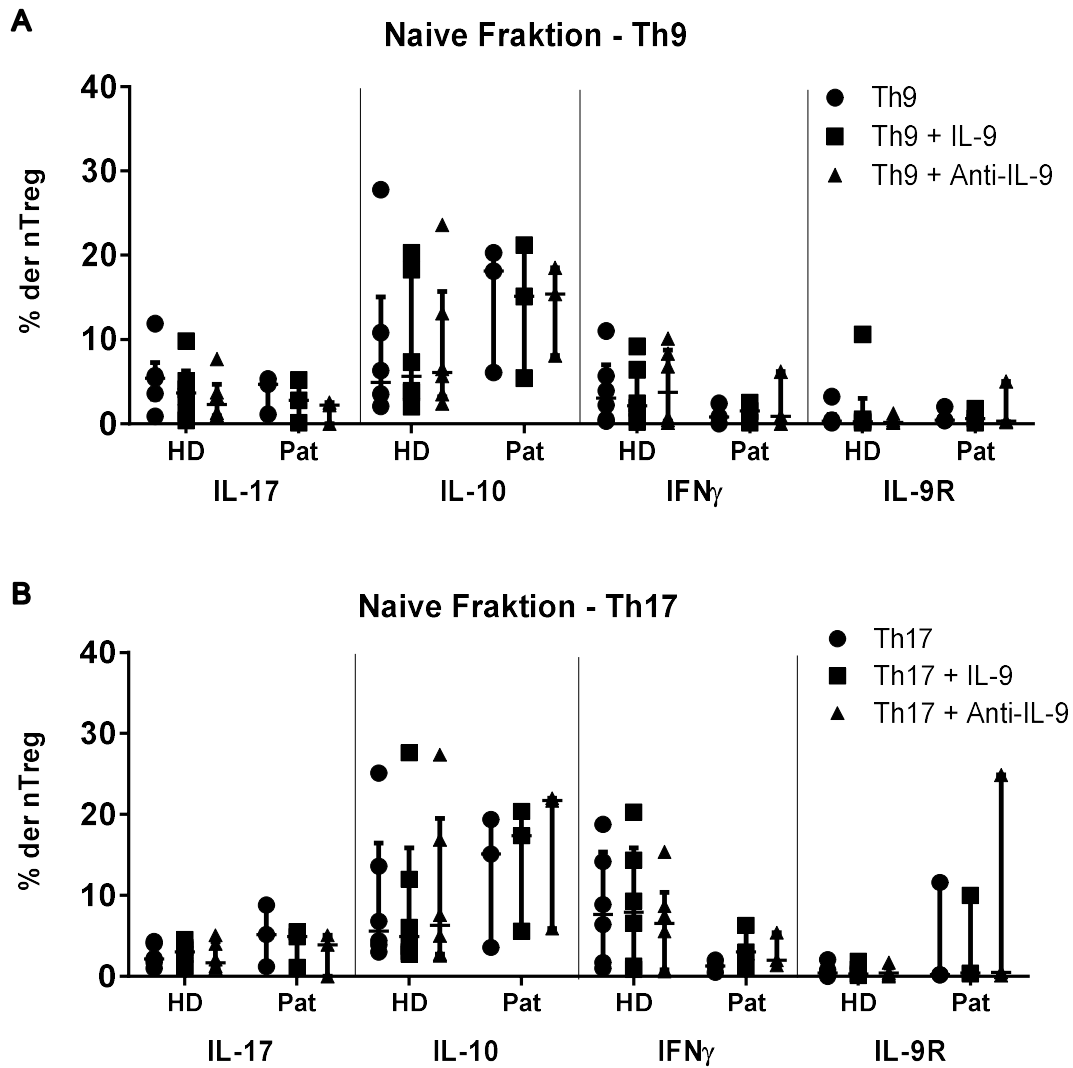 A
Naive Fraktion - Th9
% der nTreg
40
30
20
10
0
Th9
Th9 + IL-9
Th9 + Anti-IL-9
HD Pat HD Pat HD Pat HD Pat
IL-17 IL-10 IFNγ IL-9R
B
Naive Fraktion - Th17
% der nTreg
40
30
20
10
0
Th17
Th17 + IL-9
Th17 + Anti-IL-9
HD Pat HD Pat HD Pat HD Pat
IL-17 IL-10 IFNγ IL-9R